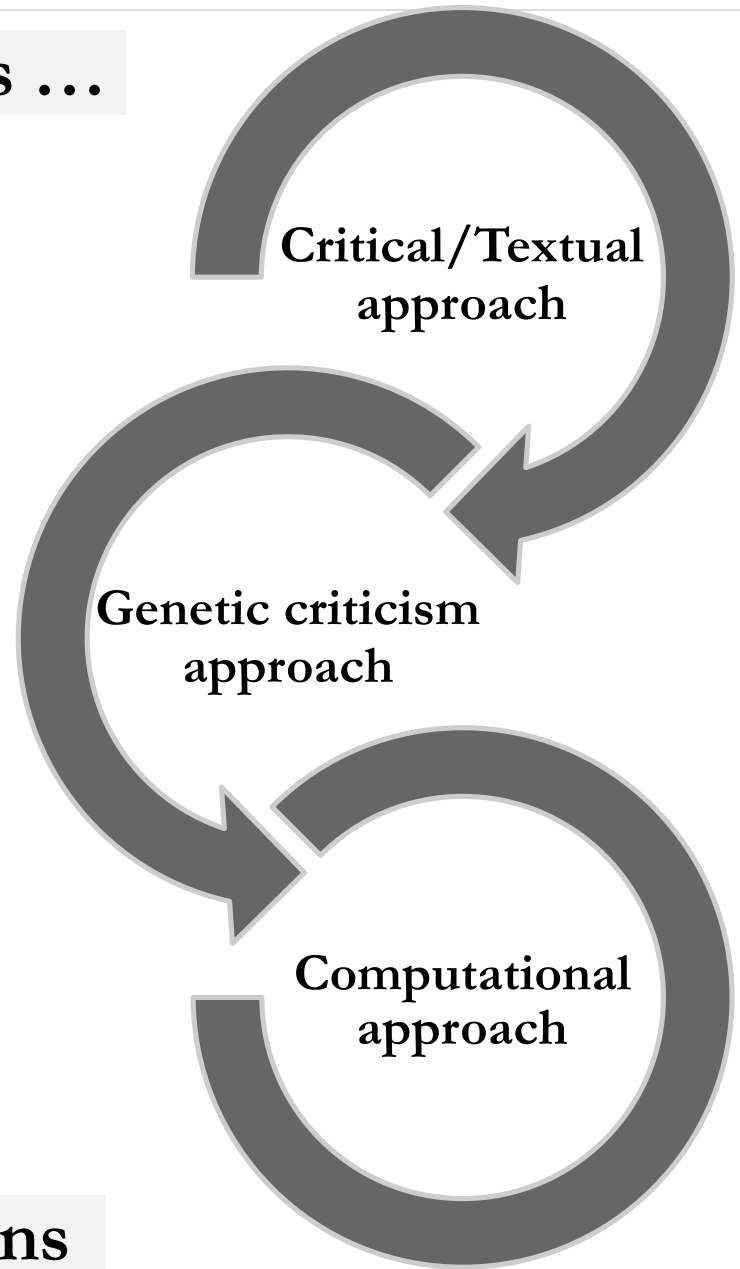 s …
Critical/Textual
approach
Genetic criticism
approach
Computational
approach
ns